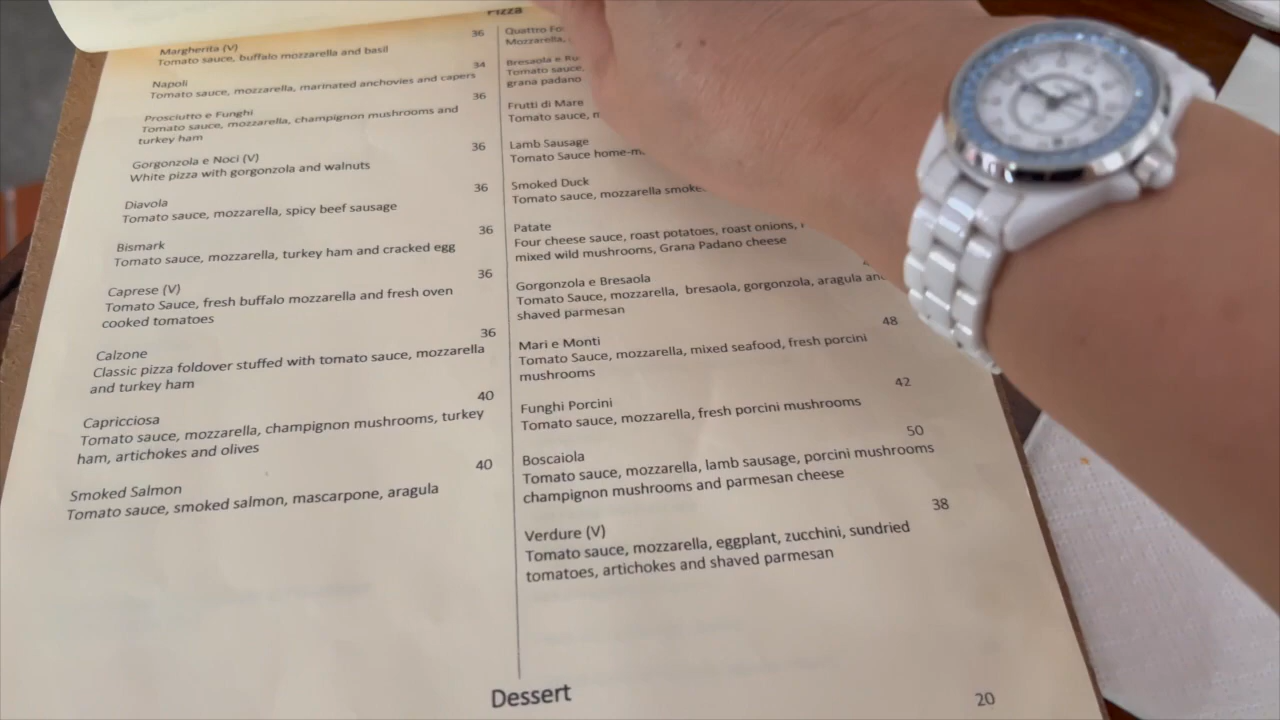 Pizza
Margherita (V) 36
Tomato sauce, buffalo mozzarella and basil
Napoli 34
Tomato sauce, mozzarella, marinated anchovies and capers
Prosciutto e Funghi 36
Tomato sauce, mozzarella, champignon mushrooms and
turkey ham
Gorgonzola e Noci (V) 36
White pizza with gorgonzola and walnuts
Diavola 36
Tomato sauce, mozzarella, spicy beef sausage
Bismark 36
Tomato sauce, mozzarella, turkey ham and cracked egg
Caprese (V) 36
Tomato Sauce, fresh buffalo mozzarella and fresh oven
cooked tomatoes
Calzone 36
Classic pizza foldover stuffed with tomato sauce, mozzarella
and turkey ham
Capricciosa 40
Tomato sauce, mozzarella, champignon mushrooms, turkey
ham, artichokes and olives
Smoked Salmon 40
Tomato sauce, smoked salmon, mascarpone, aragula
Quattro
Mozzarella,
Bresaola e
Tomato sauce,
grana padano
Frutti di Mare
Tomato sauce,
Lamb Sausage
Tomato Sauce
Smoked Duck
Tomato sauce, mozzarella
Patate
Four cheese sauce, roast potatoes, roast onions,
mixed wild mushrooms, Grana Padano cheese
Gorgonzola e Bresaola
Tomato Sauce, mozzarella, bresaola, gorgonzola, aragula
shaved parmesan
Mari e Monti 48
Tomato Sauce, mozzarella, mixed seafood, fresh porcini
mushrooms
Funghi Porcini 42
Tomato sauce, mozzarella, fresh porcini mushrooms
Boscaiola 50
Tomato sauce, mozzarella, lamb sausage, porcini mushrooms
champignon mushrooms and parmesan cheese
Verdure (V) 38
Tomato sauce, mozzarella, eggplant, zucchini, sundried
tomatoes, artichokes and shaved parmesan
Dessert
20